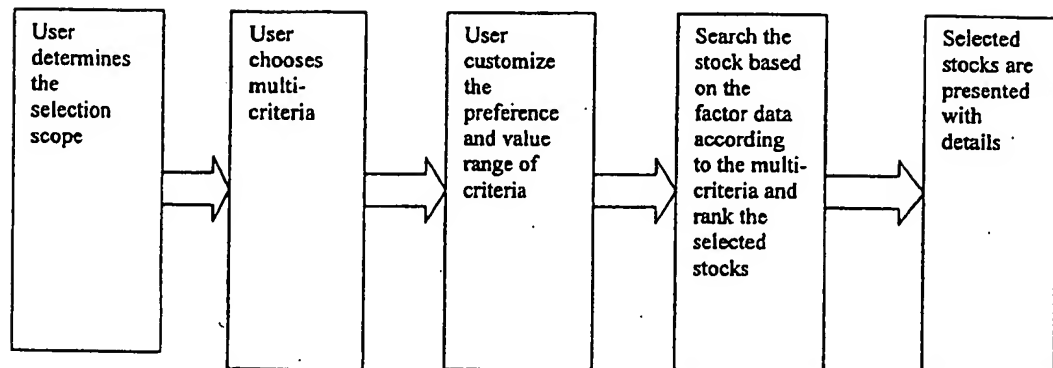 User
determines
the
selection
scope
User
chooses
multi-
criteria
User
customize
the
preference
and value
range of
criteria
Search the
stock based
on the
factor data
according
to the multi-
criteria and
rank the
selected
stocks
Selected
stocks are
presented
with
details